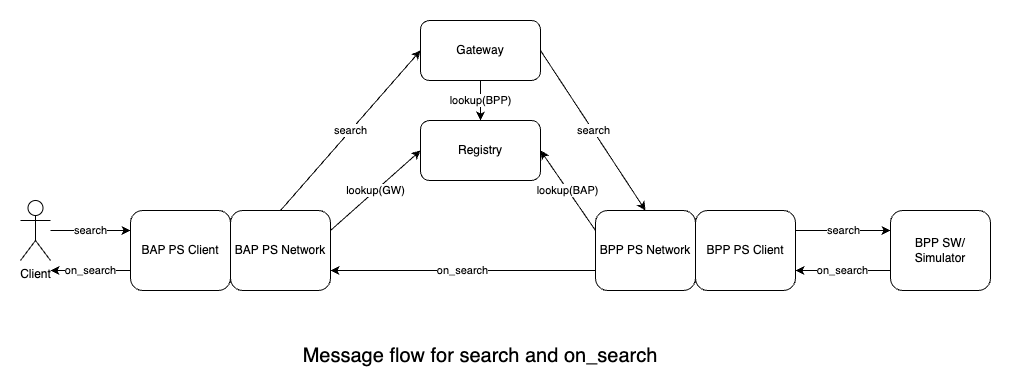 Gateway
lookup(BPP)
search
search
Registry
lookup(GW)
lookup(BAP)
search
BAP PS Client
BAP PS Network
BPP PS Network
BPP PS Client
search
BPP SW/
Simulator
Client
on_search
on_search
on_search
Message flow for search and on_search